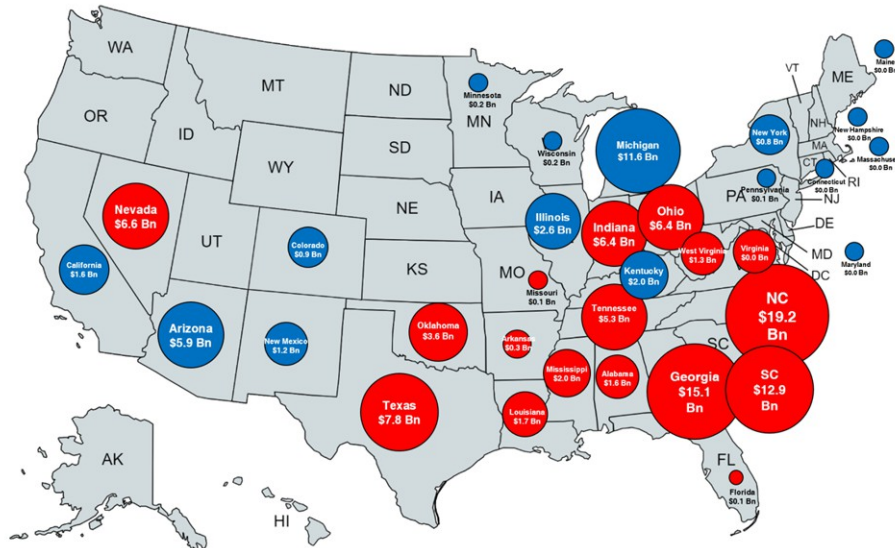 WA
MT
ND
MN
Minnesota
$0.2 Bn
VT
ME
Maine
$0.0 Bn
OR
ID
SD
Wisconsin
$0.2 Bn
Michigan
$11.6 Bn
New York
$0.8 Bn
NH
New Hampshire
$0.0 Bn
MA
Massachuse
$0.0 Bn
WY
CT
Connecticut
$0.0 Bn
RI
Pennsylvania
$0.1 Bn
PA
NJ
Nevada
$6.6 Bn
NE
IA
Illinois
$2.6 Bn
Indiana
$6.4 Bn
Ohio
$6.4 Bn
DE
UT
Colorado
$0.9 Bn
KS
MO
Missouri
$0.1 Bn
Kentucky
$2.0 Bn
West Virginia
$1.3 Bn
Virginia
$0.0 Bn
MD
DC
Maryland
$0.0 Bn
California
$1.6 Bn
Arizona
$5.9 Bn
New Mexico
$1.2 Bn
Oklahoma
$3.6 Bn
Arkansas
$0.3 Bn
Tennessee
$5.3 Bn
NC
$19.2
Bn
SC
Texas
$7.8 Bn
Louisiana
$1.7 Bn
Mississippi
$2.0 Bn
Alabama
$1.6 Bn
Georgia
$15.1
Bn
SC
$12.9
Bn
AK
HI
FL
Florida
$0.1 Bn